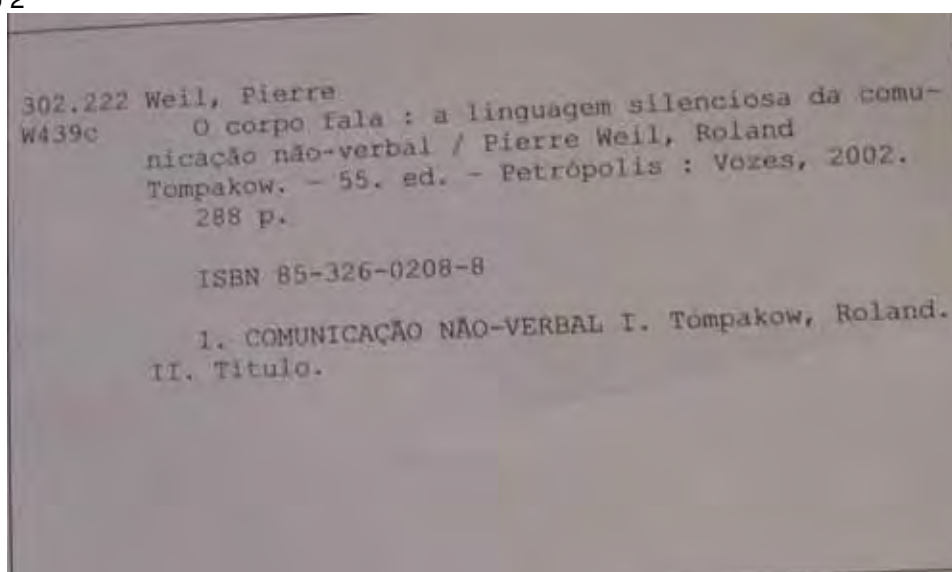 302.222 Weil, Pierre
W439c O corpo fala : a linguagem silenciosa da comu-
nicação não-verbal / Pierre Weil, Roland
Tompakow. - 55. ed. - Petrópolis : Vozes, 2002.
288 p.
ISBN 85-326-0208-8
1. COMUNICAÇÃO NÃO-VERBAL I. Tompakow, Roland.
II. Título.